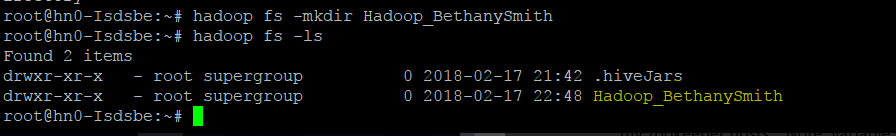 root@hn0-Isdsbe:~# hadoop fs -mkdir Hadoop_BethanySmith
root@hn0-Isdsbe:~# hadoop fs -ls
Found 2 items
drwxr-xr-x   - root supergroup          0 2018-02-17 21:42 .hiveJars
drwxr-xr-x   - root supergroup          0 2018-02-17 22:48 Hadoop_BethanySmith
root@hn0-Isdsbe:~#